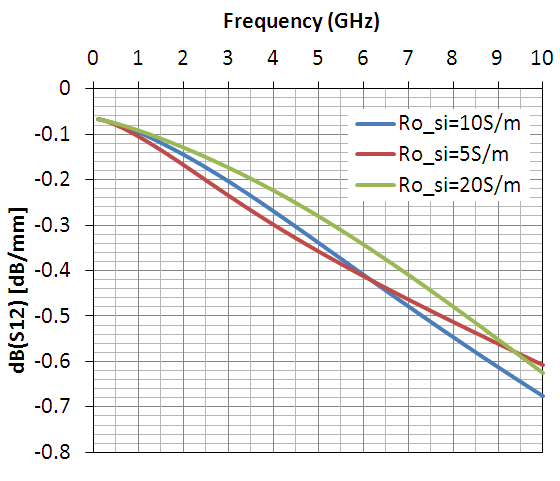 Frequency (GHz)
0 1 2 3 4 5 6 7 8 9 10
0
-0.1
-0.2
-0.3
-0.4
-0.5
-0.6
-0.7
-0.8
dB(S12) [dB/mm]
Ro_si=10S/m
Ro_si=5S/m
Ro_si=20S/m